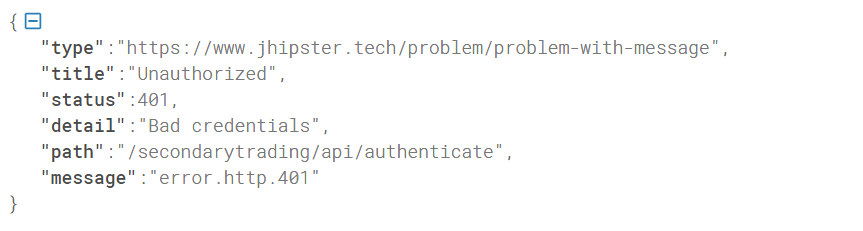 {
"type":"https://www.jhipster.tech/problem/problem-with-message",
"title":"Unauthorized",
"status":401,
"detail":"Bad credentials",
"path":"/secondarytrading/api/authenticate",
"message":"error.http.401"
}